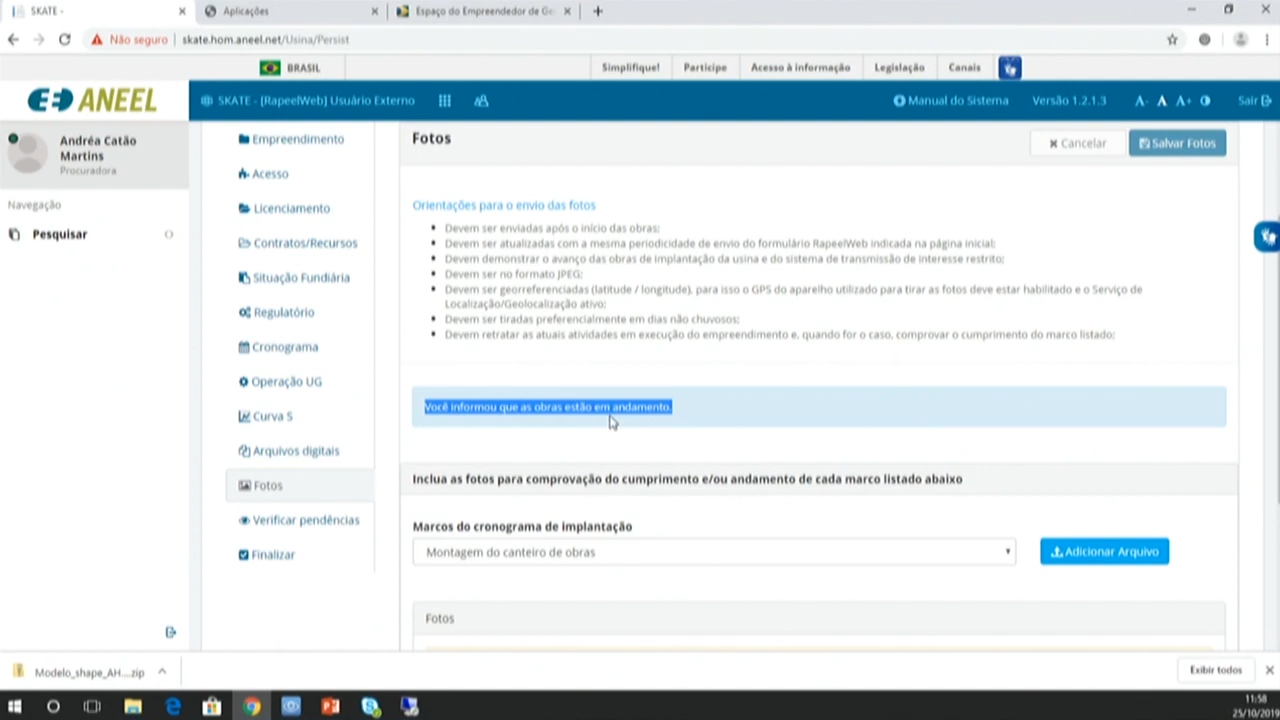 SKATE -
Aplicações
Espaço do Empreendedor de Ge
Não seguro
skate.hom.aneel.net/Usina/Persist
BRASIL
Simplifique!
Participe
Acesso à informação
Legislação
Canais
ANEEL
SKATE - [RapeelWeb] Usuário Externo
Manual do Sistema
Versão 1.2.1.3
A-
A
A+
Sair
Andréa Catão
Martins
Procuradora
Navegação
Pesquisar
Empreendimento
Acesso
Licenciamento
Contratos/Recursos
Situação Fundiária
Regulatório
Cronograma
Operação UG
Curva S
Arquivos digitais
Fotos
Verificar pendências
Finalizar
Fotos
Cancelar
Salvar Fotos
Orientações para o envio das fotos
Devem ser enviadas após o início das obras;
Devem ser atualizadas com a mesma periodicidade de envio do formulário RapeelWeb indicada na página inicial;
Devem demonstrar o avanço das obras de implantação da usina e do sistema de transmissão de interesse restrito;
Devem ser no formato JPEG;
Devem ser georreferenciadas (latitude / longitude), para isso o GPS do aparelho utilizado para tirar as fotos deve estar habilitado e o Serviço de
Localização/Geolocalização ativo;
Devem ser tiradas preferencialmente em dias não chuvosos;
Devem retratar as atuais atividades em execução do empreendimento e, quando for o caso, comprovar o cumprimento do marco listado;
Você informou que as obras estão em andamento.
Inclua as fotos para comprovação do cumprimento e/ou andamento de cada marco listado abaixo
Marcos do cronograma de implantação
Montagem do canteiro de obras
Adicionar Arquivo
Fotos
Modelo_shape_AH....zip
Exibir todos
11:58
25/10/2019